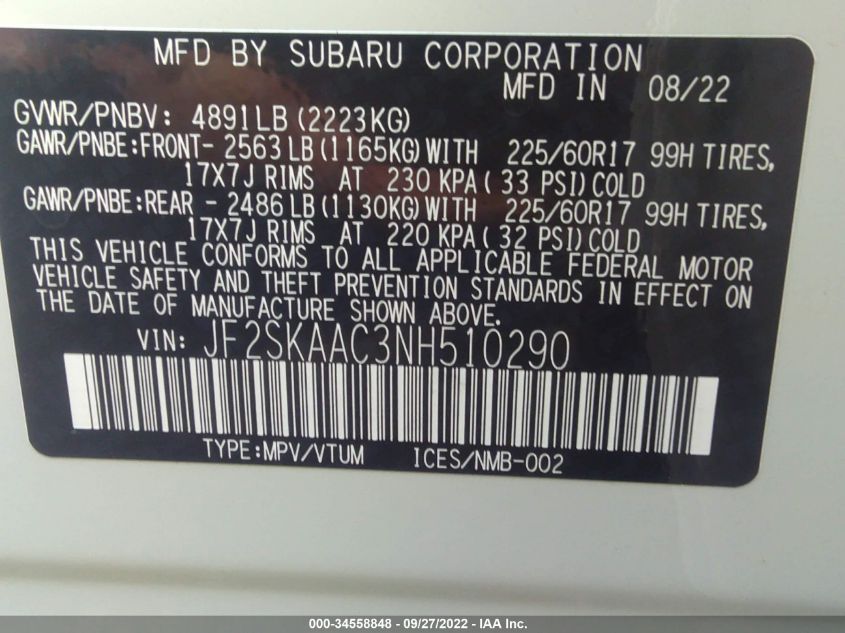 MFD BY SUBARU CORPORATION
MFD IN 08/22
GVWR/PNBV: 4891LB (2223KG)
GAWR/PNBE:FRONT- 2563LB(1165KG)WITH 225/60R17 99H TIRES,
17X7J RIMS AT 230 KPA( 33 PSI)COLD
GAWR/PNBE:REAR - 2486LB(1130KG)WITH 225/60R17 99H TIRES,
17X7J RIMS AT 220 KPA( 32 PSI)COLD
THIS VEHICLE CONFORMS TO ALL APPLICABLE FEDERAL MOTOR
VEHICLE SAFETY AND THEFT PREVENTION STANDARDS IN EFFECT ON
THE DATE OF MANUFACTURE SHOWN ABOVE.
VIN: JF2SKAAC3NH510290
TYPE:MPV/VTUM ICES/NMB-002
000-34558848 - 09/27/2022 - IAA Inc.